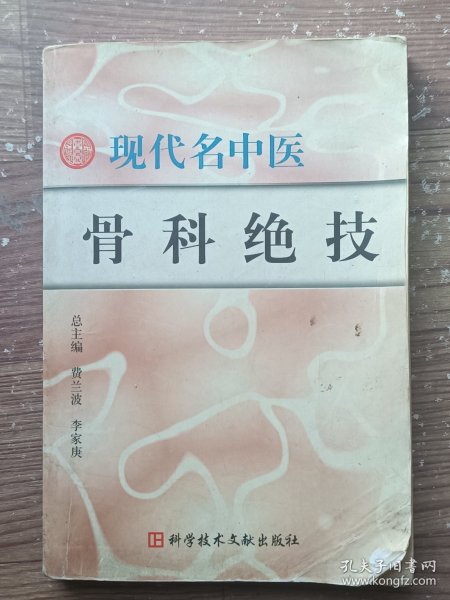 现代名中医
骨科绝技
总主编 费兰波 李家庚
科学技术文献出版社
孔夫子旧书网
www.kongfz.com